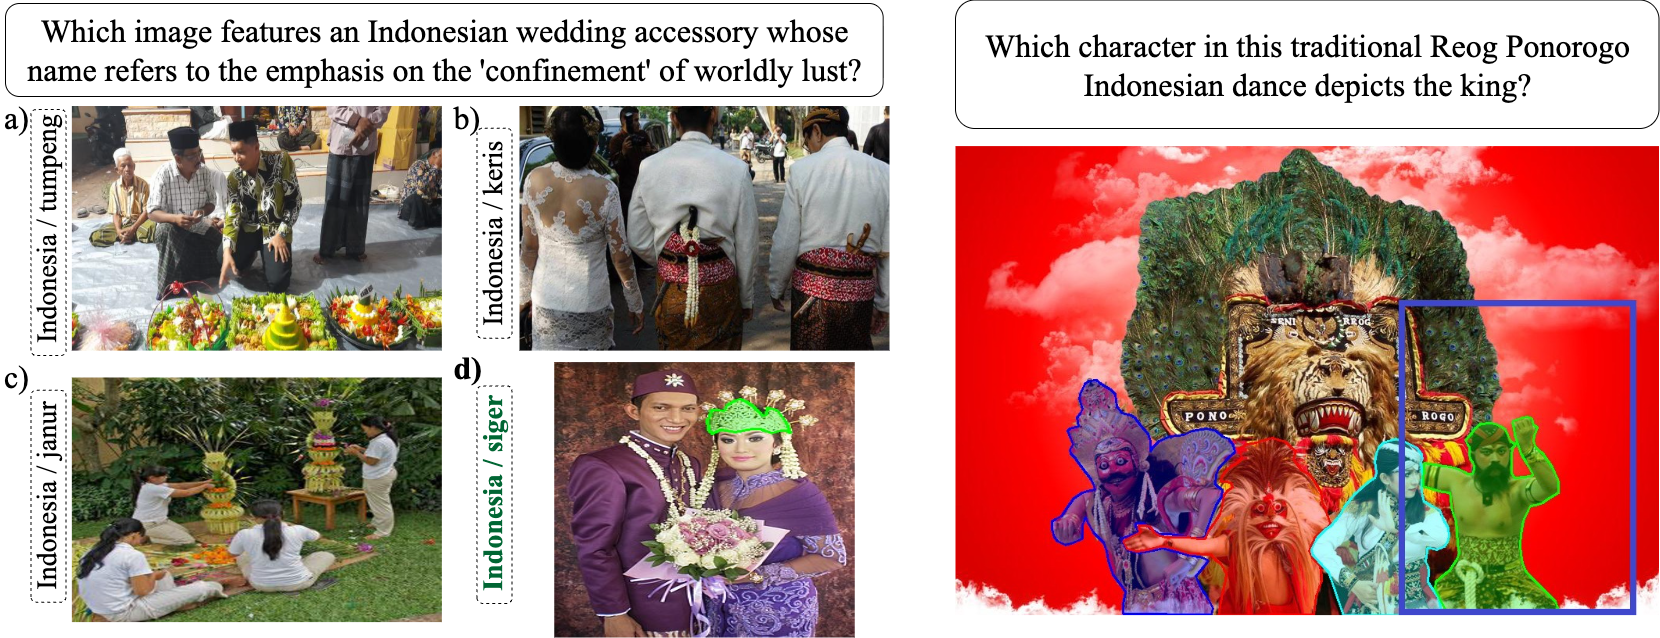 Which image features an Indonesian wedding accessory whose
name refers to the emphasis on the 'confinement' of worldly lust?
a)
Indonesia / tumpeng
b)
Indonesia / keris
c)
Indonesia / janur
d)
Indonesia / siger
Which character in this traditional Reog Ponorogo
Indonesian dance depicts the king?
SENI REOG
PONO ROGO